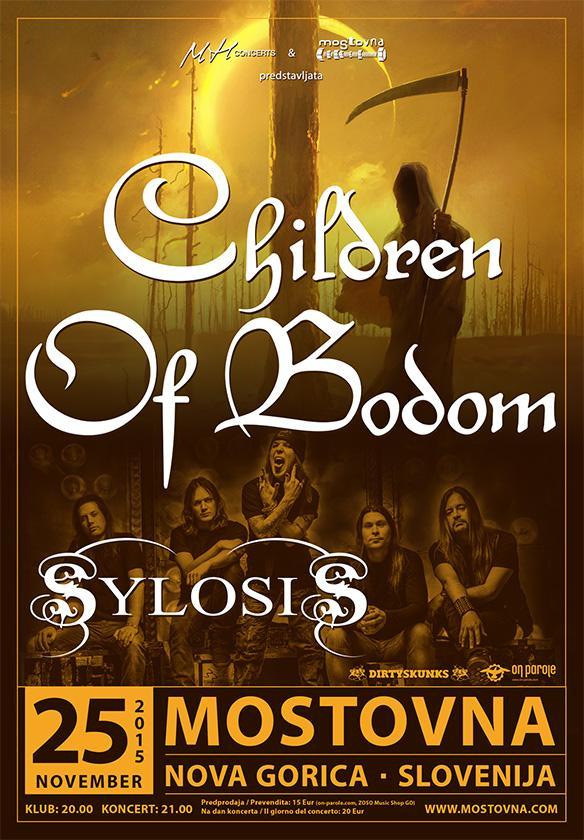 MH CONCERTS & mostovna
predstavljata
Children
Of Bodom
SYLOSIS
DIRTYSKUNKS on parole
25 2015
NOVEMBER
MOSTOVNA
NOVA GORICA · SLOVENIJA
KLUB: 20.00 KONCERT: 21.00
Predprodaja / Prevendita: 15 Eur (on-parole.com, ZOSO Music Shop GO)
Na dan koncerta / Il giorno del concerto: 20 Eur
WWW.MOSTOVNA.COM